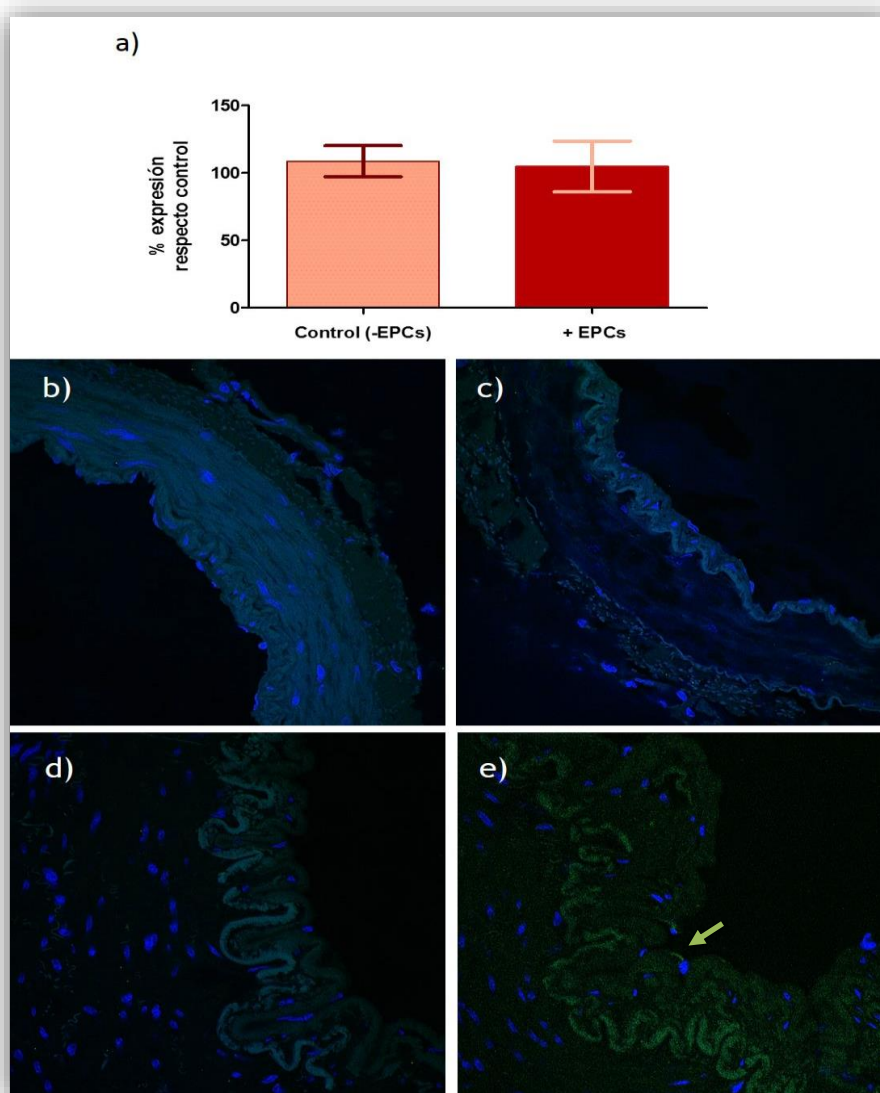 a)
150
100
50
0
% expresión
respecto control
Control (-EPCs)
+ EPCs
b)
c)
d)
e)